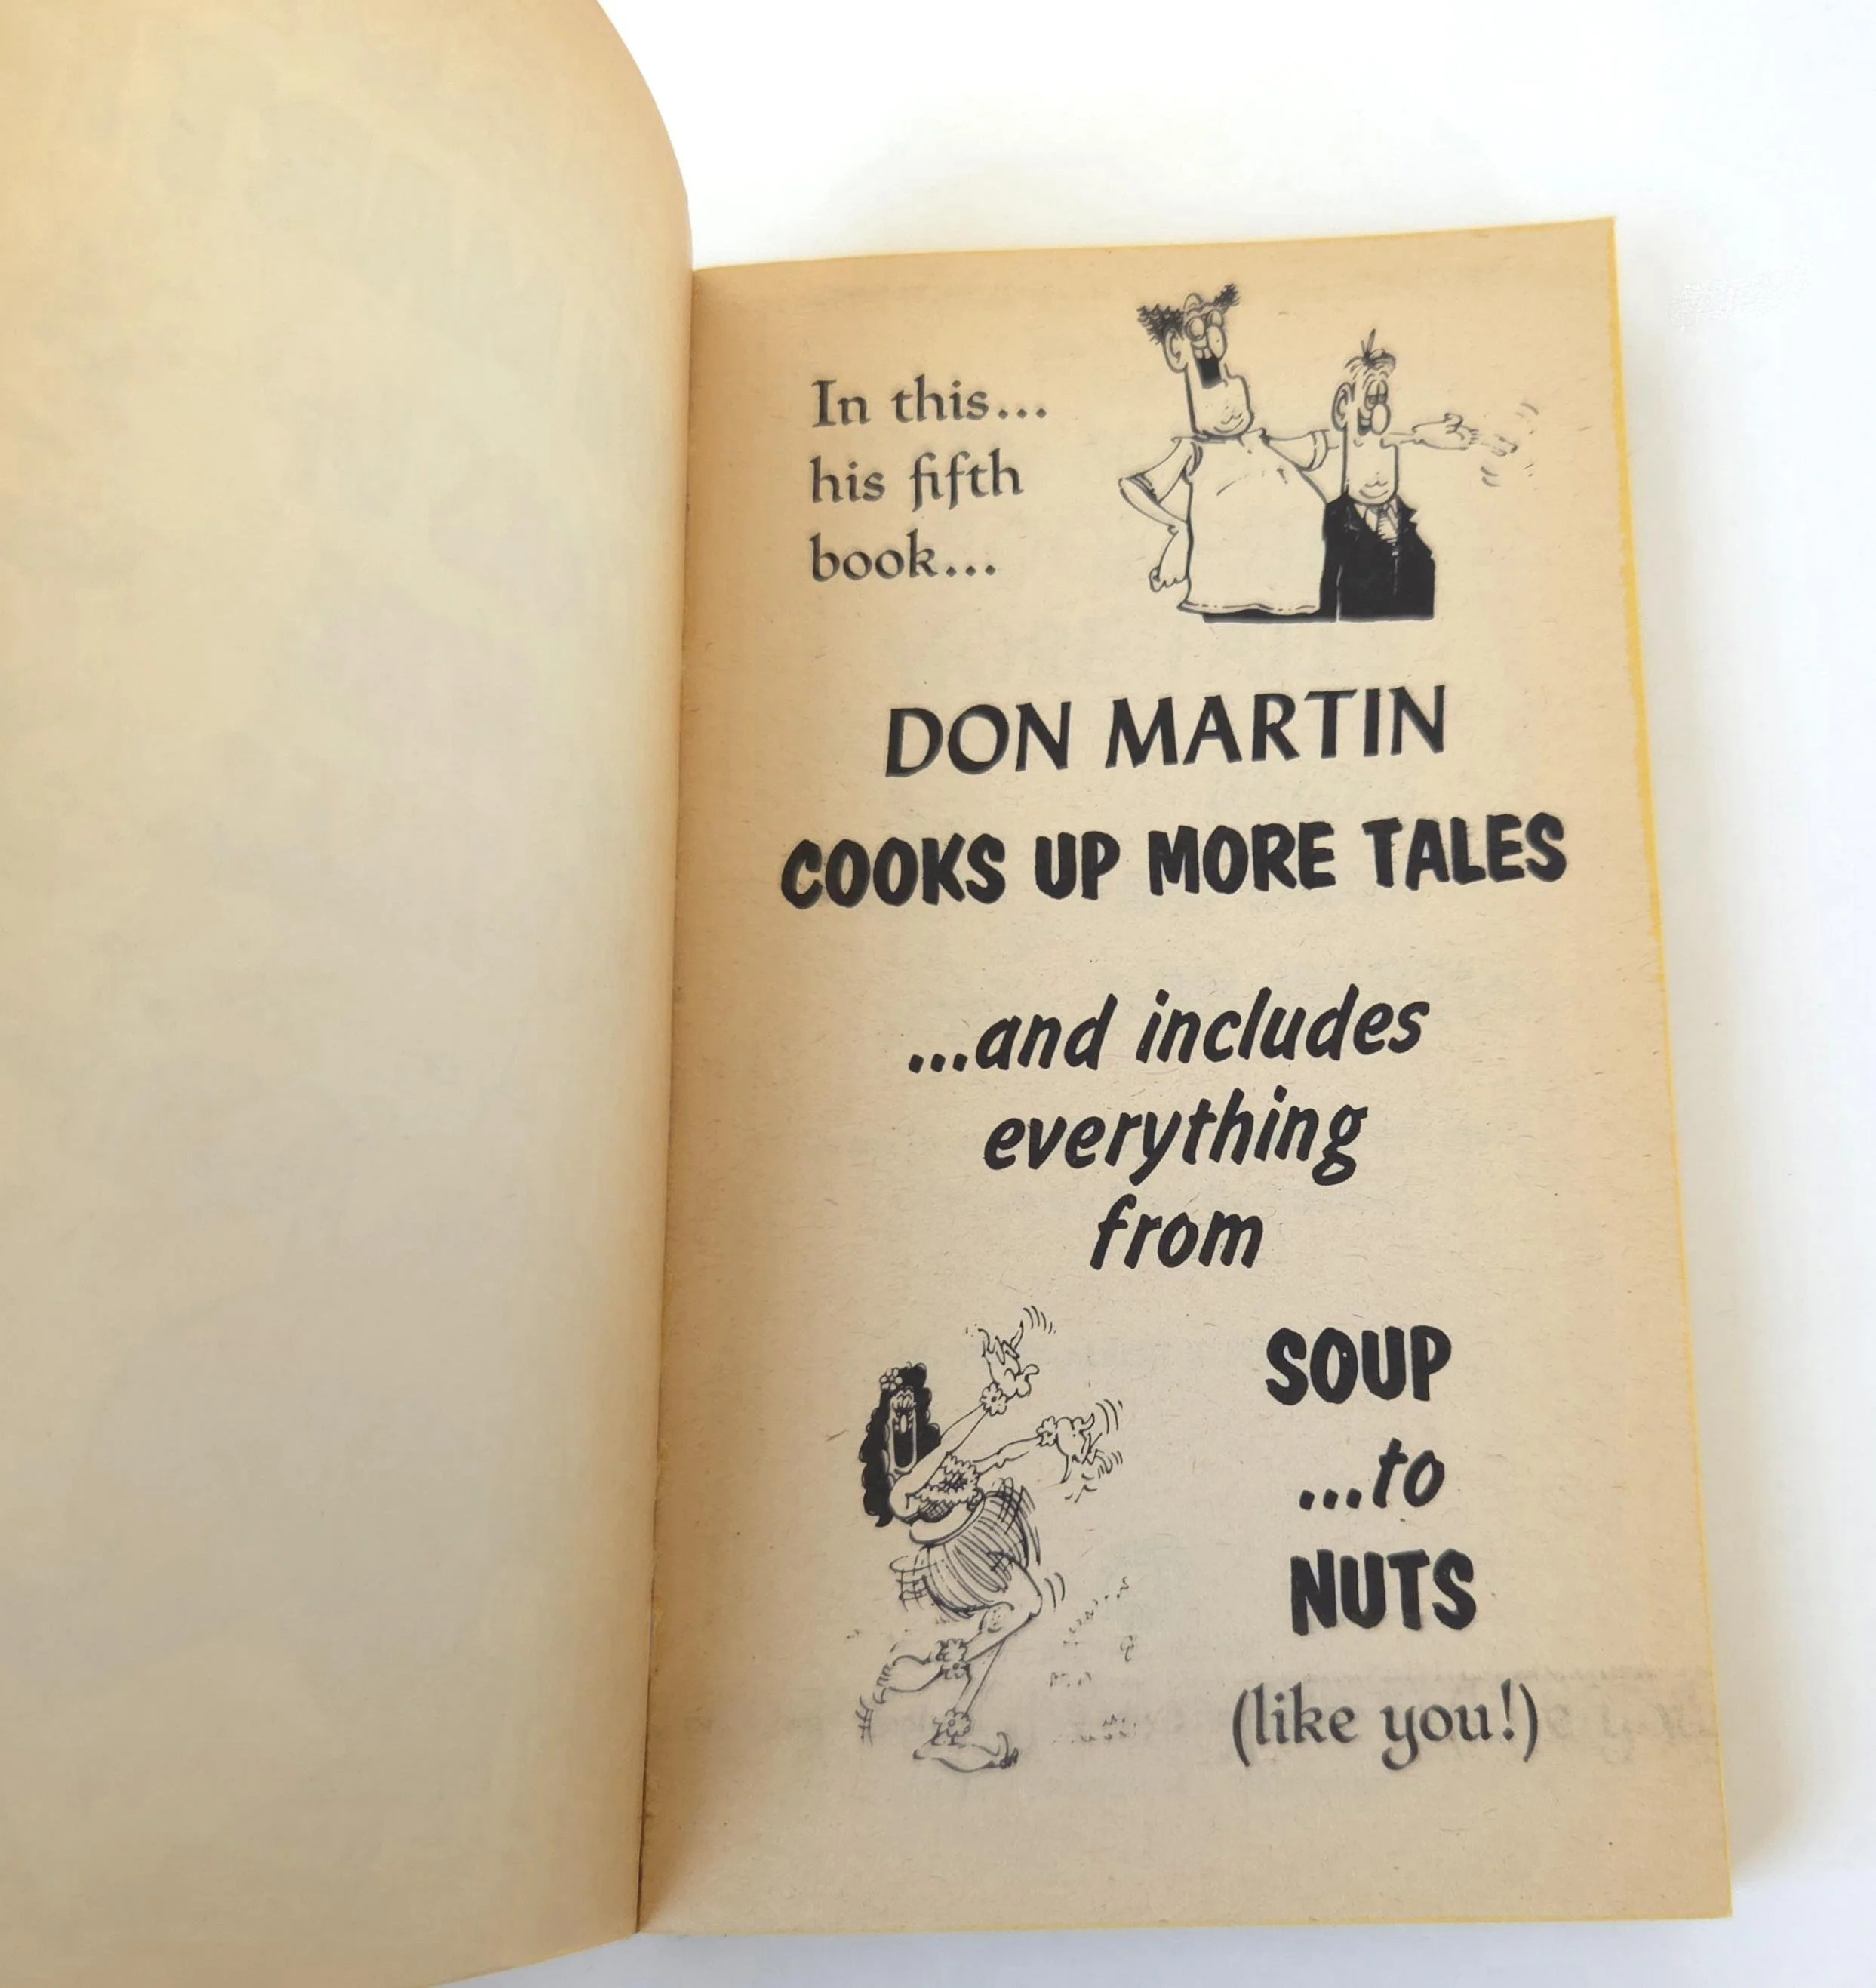 In this...
his fifth
book...
DON MARTIN
COOKS UP MORE TALES
...and includes
everything
from
SOUP
...to
NUTS
(like you!)